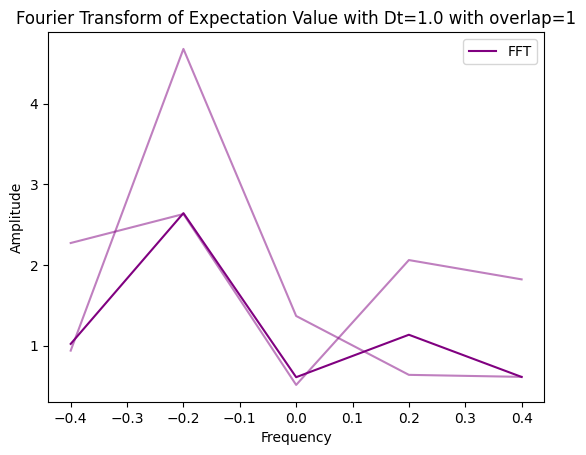 Fourier Transform of Expectation Value with Dt=1.0 with overlap=1
FFT
4
3
2
1
Amplitude
−0.4 −0.3 −0.2 −0.1 0.0 0.1 0.2 0.3 0.4
Frequency